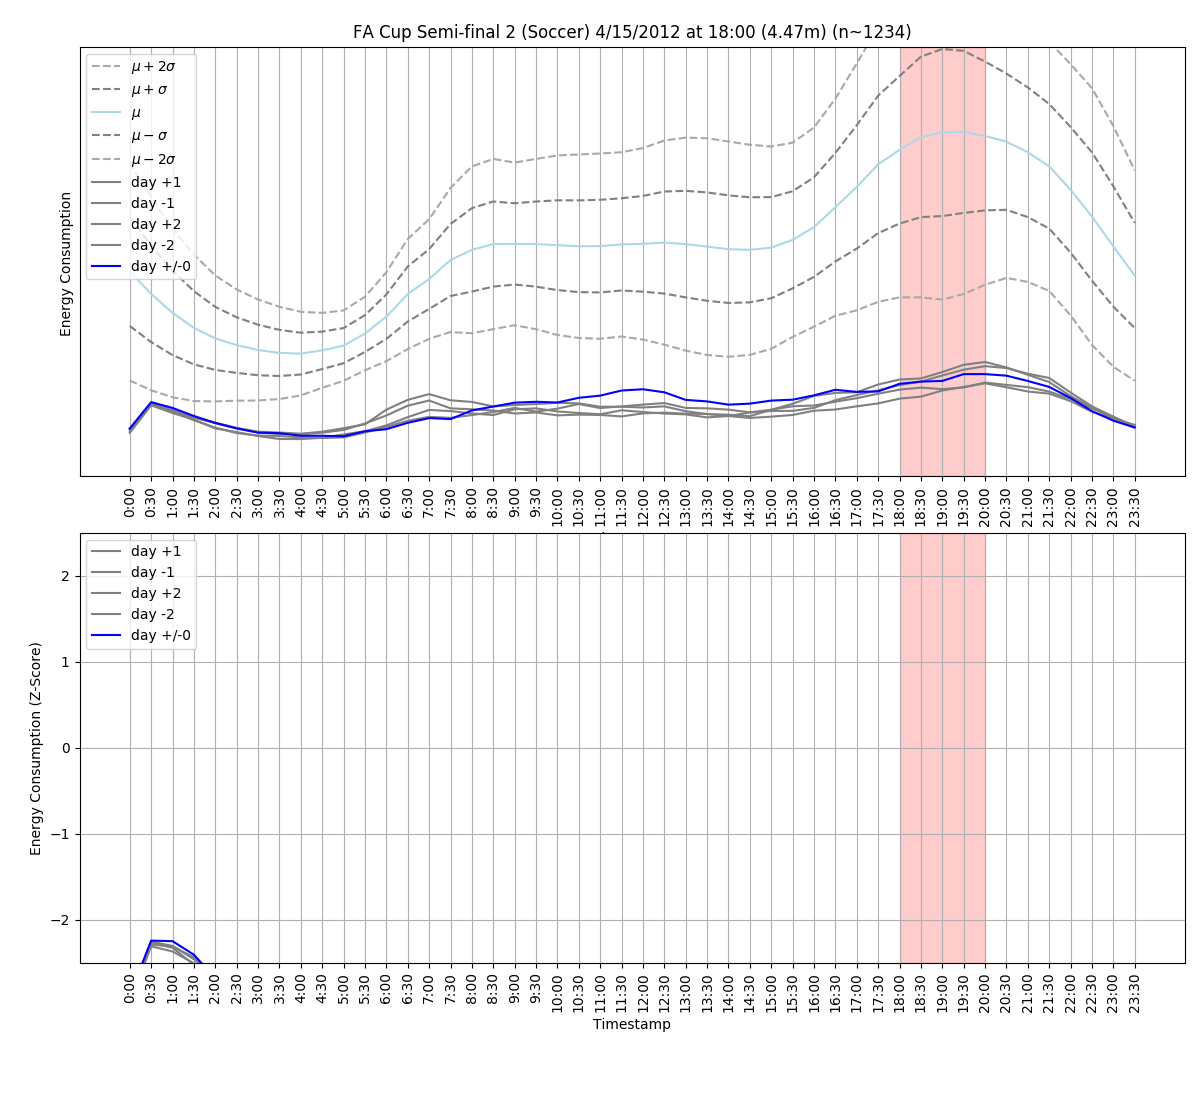 FA Cup Semi-final 2 (Soccer) 4/15/2012 at 18:00 (4.47m) (n~1234)
μ + 2σ
μ + σ
μ
μ − σ
μ − 2σ
day +1
day -1
day +2
day -2
day +/-0
Energy Consumption
0:00 0:30 1:00 1:30 2:00 2:30 3:00 3:30 4:00 4:30 5:00 5:30 6:00 6:30 7:00 7:30 8:00 8:30 9:00 9:30 10:00 10:30 11:00 11:30 12:00 12:30 13:00 13:30 14:00 14:30 15:00 15:30 16:00 16:30 17:00 17:30 18:00 18:30 19:00 19:30 20:00 20:30 21:00 21:30 22:00 22:30 23:00 23:30
day +1
day -1
day +2
day -2
day +/-0
2
1
0
−1
−2
Energy Consumption (Z-Score)
0:00 0:30 1:00 1:30 2:00 2:30 3:00 3:30 4:00 4:30 5:00 5:30 6:00 6:30 7:00 7:30 8:00 8:30 9:00 9:30 10:00 10:30 11:00 11:30 12:00 12:30 13:00 13:30 14:00 14:30 15:00 15:30 16:00 16:30 17:00 17:30 18:00 18:30 19:00 19:30 20:00 20:30 21:00 21:30 22:00 22:30 23:00 23:30
Timestamp